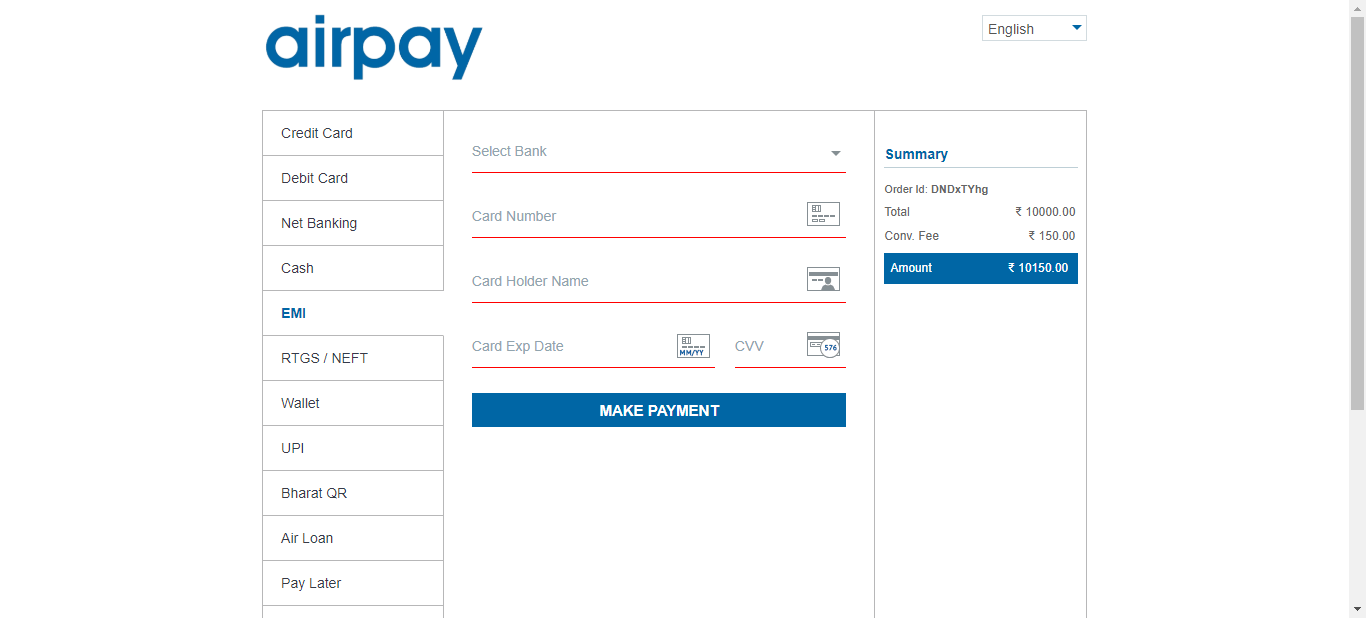 airpay
English
Credit Card
Debit Card
Net Banking
Cash
EMI
RTGS / NEFT
Wallet
UPI
Bharat QR
Air Loan
Pay Later
Select Bank
Card Number
Card Holder Name
Card Exp Date
MM/YY
CVV
576
MAKE PAYMENT
Summary
Order Id: DNDxTYhg
Total ₹ 10000.00
Conv. Fee ₹ 150.00
Amount ₹ 10150.00